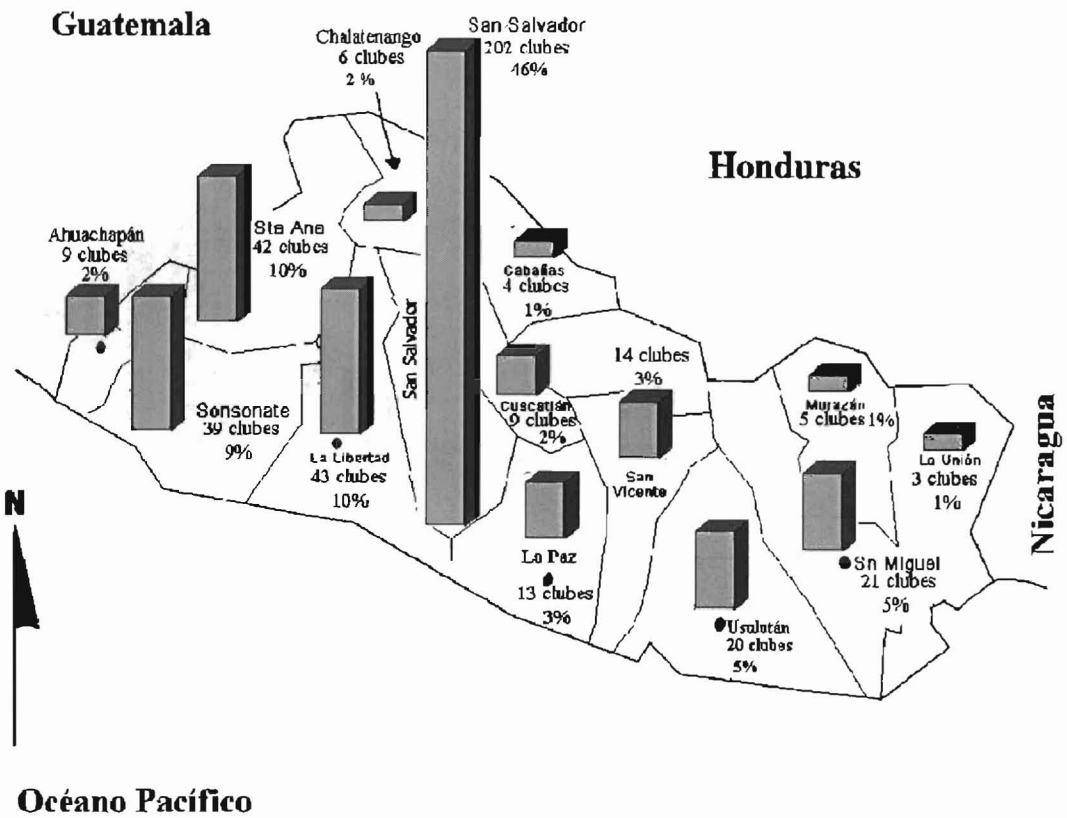 Guatemala
San Salvador
202 clubes
46%
Chalatenango
6 clubes
2 %
Honduras
Ahuachapán
9 clubes
2%
Sta Ana
42 clubes
10%
Cabañas
4 clubes
1%
San Salvador
14 clubes
3%
San
Vicente
Cuscatlán
9 clubes
2%
Morazán
5 clubes 1%
Sonsonate
39 clubes
9%
La Libertad
43 clubes
10%
La Unión
3 clubes
1%
Nicaragua
N
La Paz
13 clubes
3%
Sn Miguel
21 clubes
5%
Usulután
20 clubes
5%
Océano Pacífico